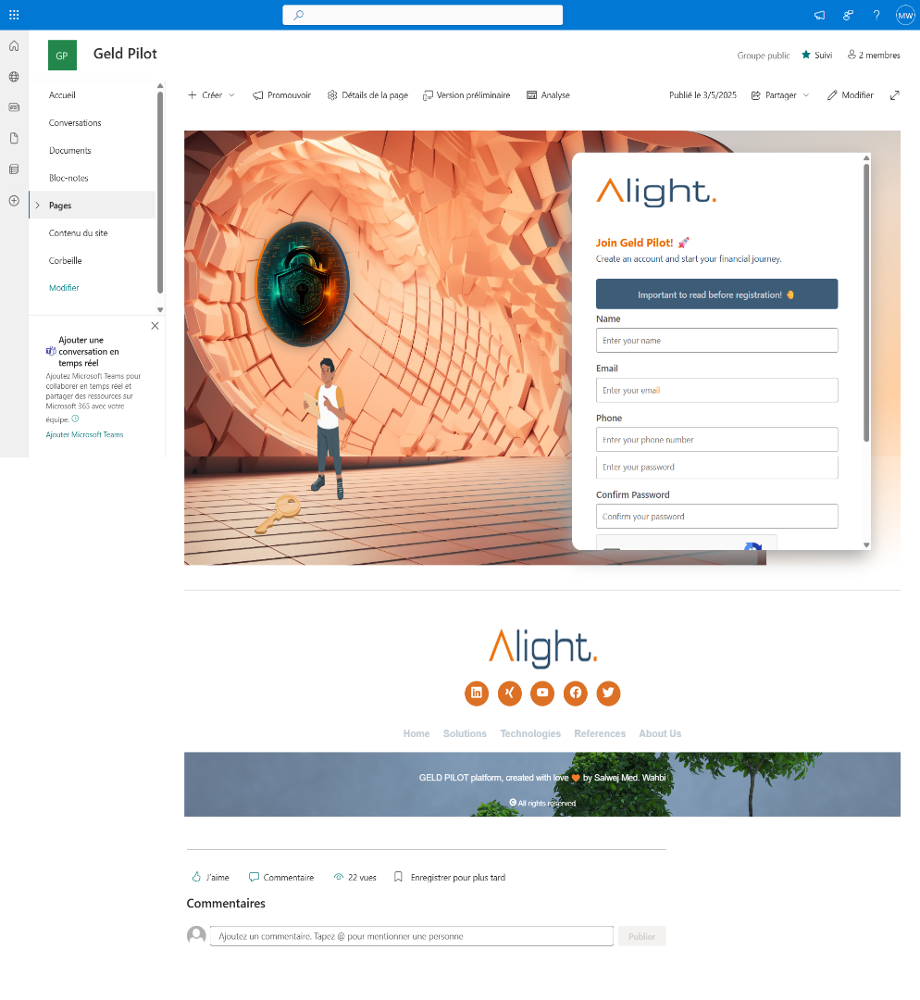 MW
GP
Geld Pilot
Groupe public
Suivi
2 membres
Accueil
Conversations
Documents
Bloc-notes
Pages
Contenu du site
Corbeille
Modifier
Ajouter une
conversation en
temps réel
Ajoutez Microsoft Teams pour
collaborer en temps réel et
partager des ressources sur
Microsoft 365 avec votre
équipe.
Ajouter Microsoft Teams
Créer
Promouvoir
Détails de la page
Version préliminaire
Analyse
Publié le 3/5/2025
Partager
Modifier
Alight.
Join Geld Pilot! 🚀
Create an account and start your financial journey.
Important to read before registration! 🤚
Name
Enter your name
Email
Enter your email
Phone
Enter your phone number
Enter your password
Confirm Password
Confirm your password
Alight.
Home Solutions Technologies References About Us
GELD PILOT platform, created with love 🧡 by Salwej Med. Wahbi
© All rights reserved
J'aime
Commentaire
22 vues
Enregistrer pour plus tard
Commentaires
Ajoutez un commentaire. Tapez @ pour mentionner une personne
Publier